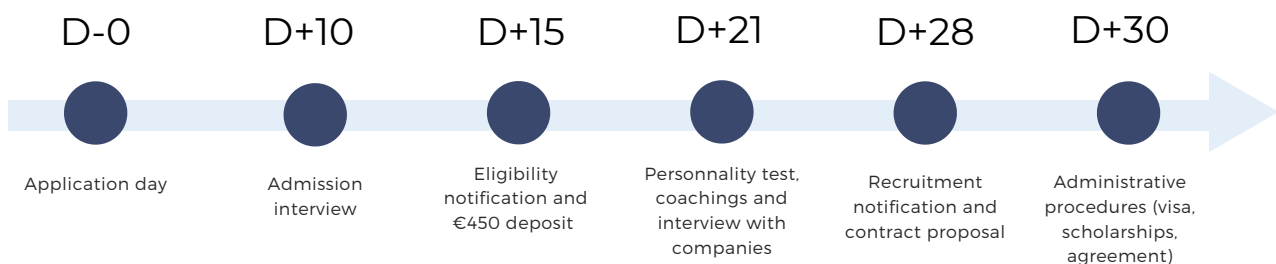 D-0
D+10
D+15
D+21
D+28
D+30
Application day
Admission
interview
Eligibility
notification and
€450 deposit
Personnality test,
coachings and
interview with
companies
Recruitment
notification and
contract proposal
Administrative
procedures (visa,
scholarships,
agreement)